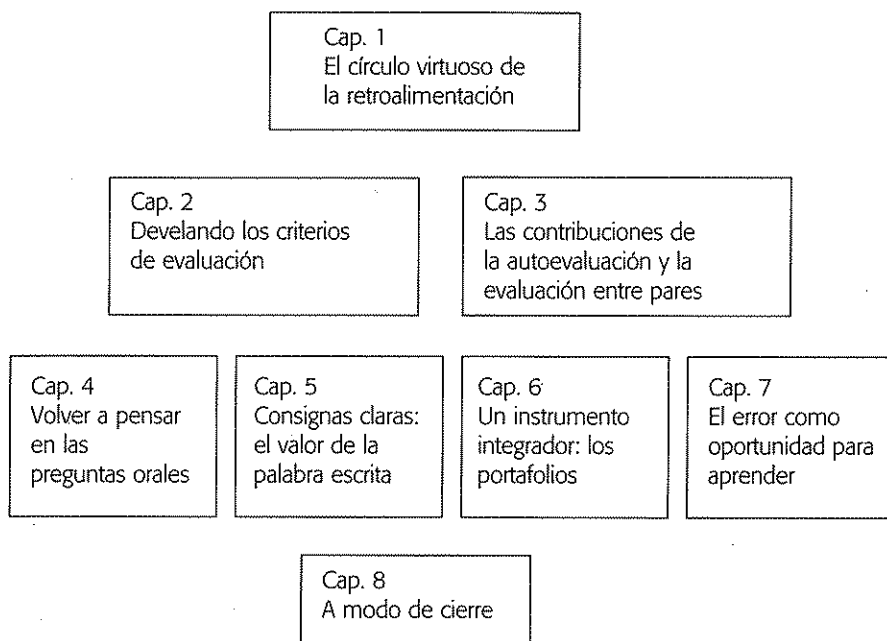 Cap. 1
El círculo virtuoso de
la retroalimentación
Cap. 2
Develando los criterios
de evaluación
Cap. 3
Las contribuciones de
la autoevaluación y la
evaluación entre pares
Cap. 4
Volver a pensar
en las
preguntas orales
Cap. 5
Consignas claras:
el valor de la
palabra escrita
Cap. 6
Un instrumento
integrador: los
portafolios
Cap. 7
El error como
oportunidad para
aprender
Cap. 8
A modo de cierre